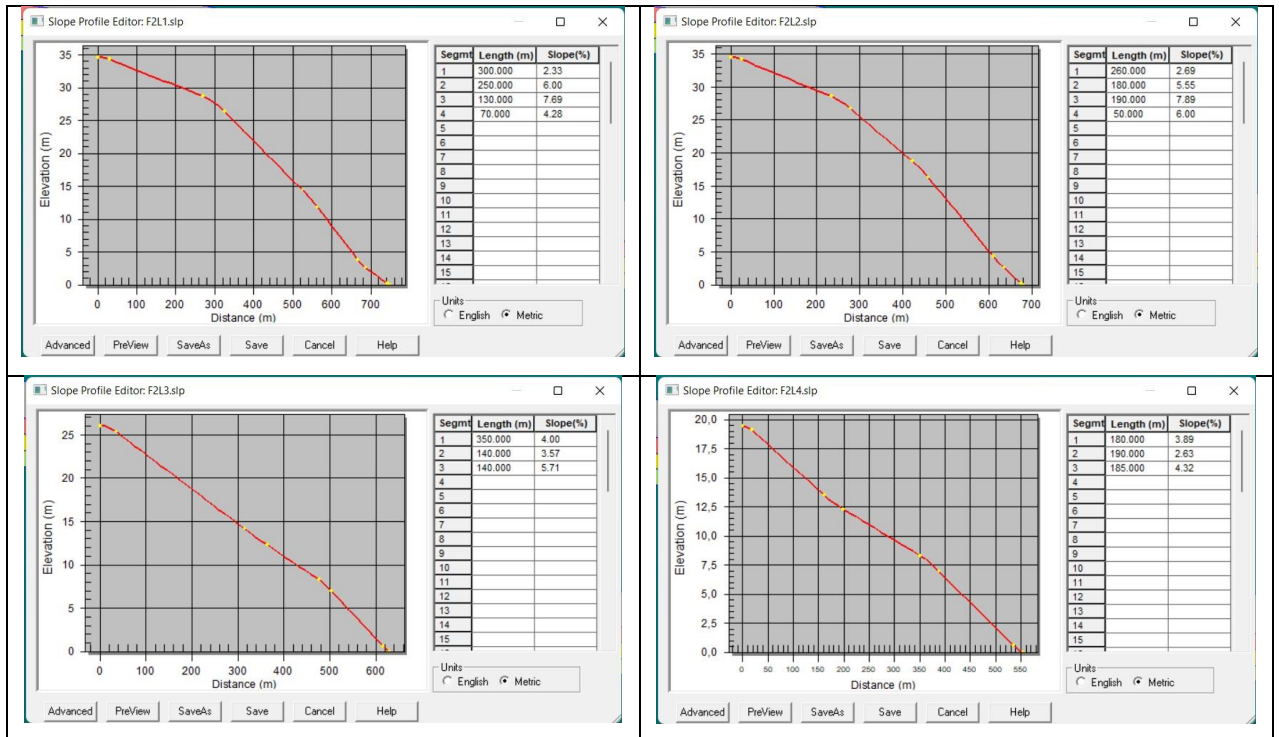 Slope Profile Editor: F2L1.slp
35
30
25
20
15
10
5
0
Elevation (m)
0 100 200 300 400 500 600 700
Distance (m)
Segmt Length (m) Slope(%)
1 300.000 2.33
2 250.000 6.00
3 130.000 7.69
4 70.000 4.28
5
6
7
8
9
10
11
12
13
14
15
Units
English Metric
Advanced PreView SaveAs Save Cancel Help
Slope Profile Editor: F2L2.slp
35
30
25
20
15
10
5
0
Elevation (m)
0 100 200 300 400 500 600 700
Distance (m)
Segmt Length (m) Slope(%)
1 260.000 2.69
2 180.000 5.55
3 190.000 7.89
4 50.000 6.00
5
6
7
8
9
10
11
12
13
14
15
Units
English Metric
Advanced PreView SaveAs Save Cancel Help
Slope Profile Editor: F2L3.slp
25
20
15
10
5
0
Elevation (m)
0 100 200 300 400 500 600
Distance (m)
Segmt Length (m) Slope(%)
1 350.000 4.00
2 140.000 3.57
3 140.000 5.71
4
5
6
7
8
9
10
11
12
13
14
15
Units
English Metric
Advanced PreView SaveAs Save Cancel Help
Slope Profile Editor: F2L4.slp
20,0
17,5
15,0
12,5
10,0
7,5
5,0
2,5
0,0
Elevation (m)
0 50 100 150 200 250 300 350 400 450 500 550
Distance (m)
Segmt Length (m) Slope(%)
1 180.000 3.89
2 190.000 2.63
3 185.000 4.32
4
5
6
7
8
9
10
11
12
13
14
15
Units
English Metric
Advanced PreView SaveAs Save Cancel Help